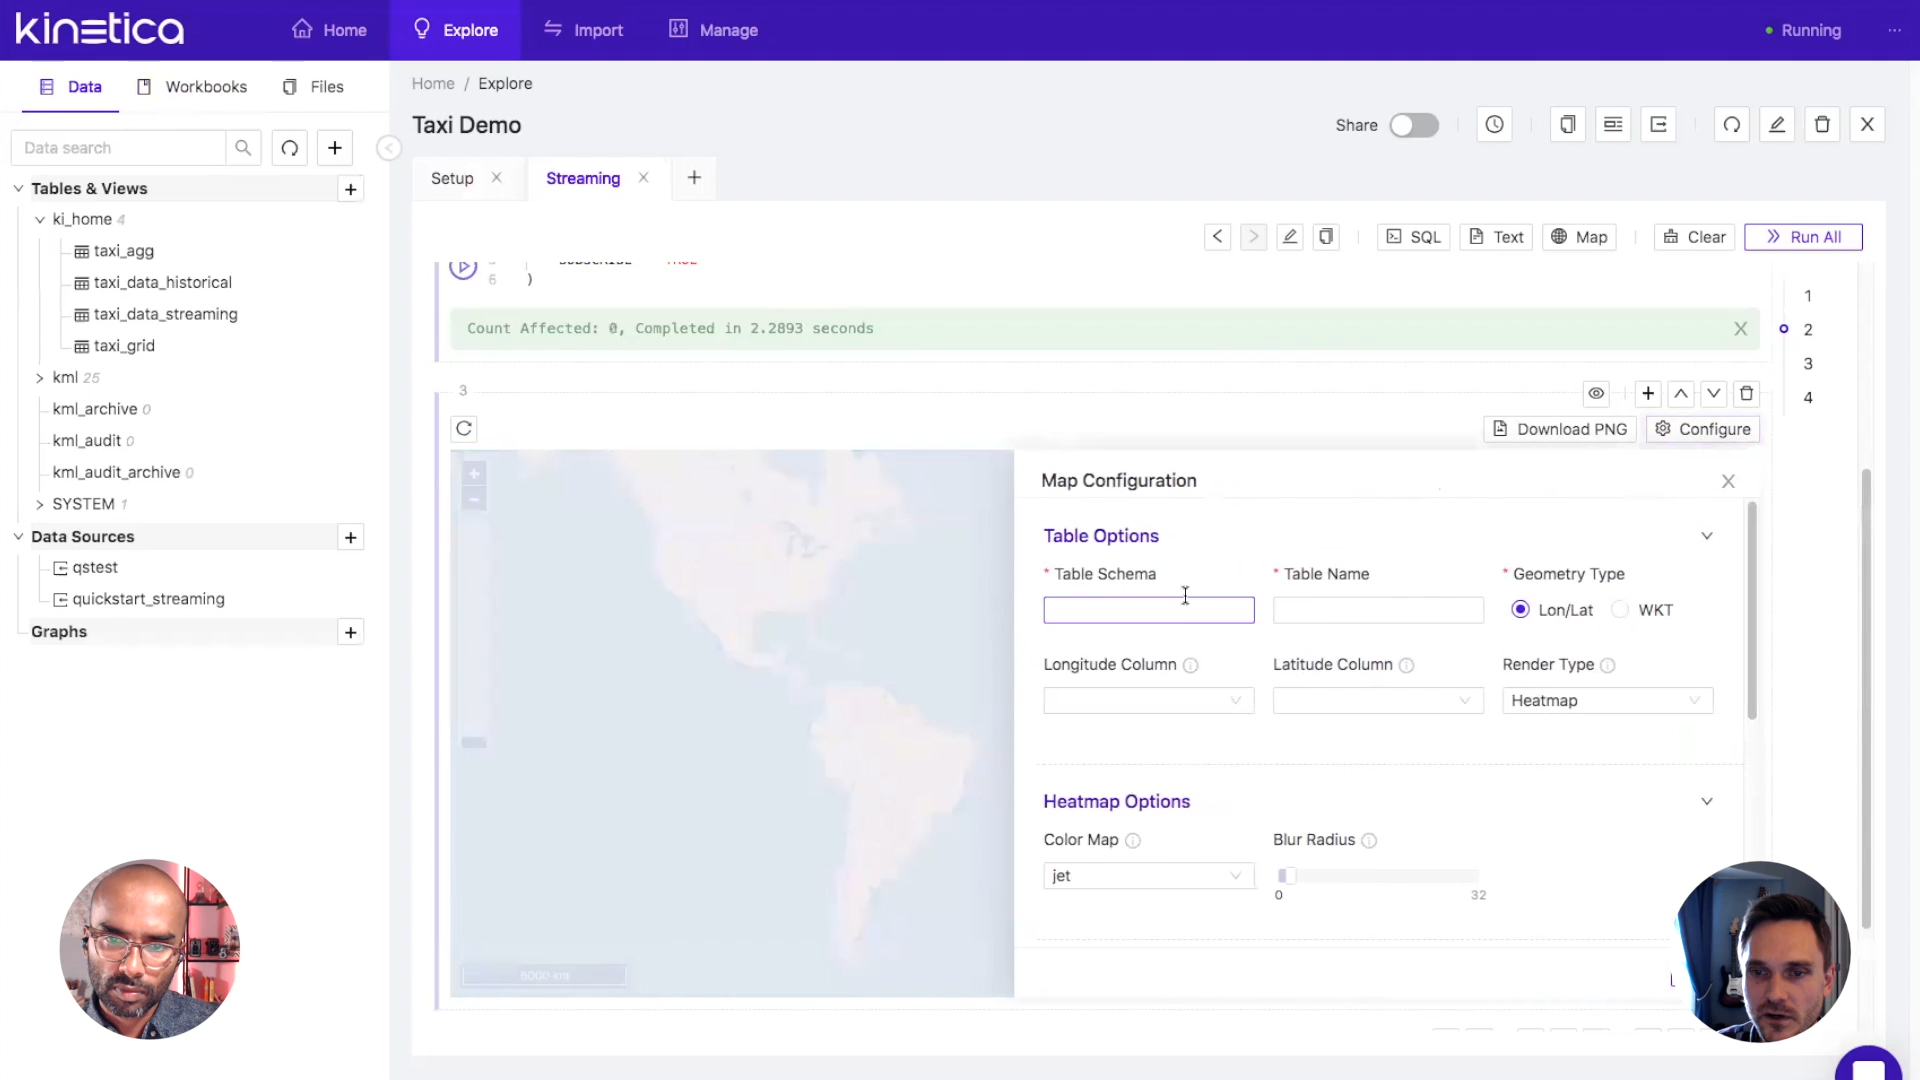 kinetica
Home
Explore
Import
Manage
Running
Data
Workbooks
Files
Data search
Tables & Views
ki_home 4
taxi_agg
taxi_data_historical
taxi_data_streaming
taxi_grid
kml 25
kml_archive 0
kml_audit 0
kml_audit_archive 0
SYSTEM 1
Data Sources
qstest
quickstart_streaming
Graphs
Home / Explore
Taxi Demo
Share
Setup
Streaming
SQL
Text
Map
Clear
Run All
6 )
Count Affected: 0, Completed in 2.2893 seconds
1
2
3
4
3
Download PNG
Configure
Map Configuration
Table Options
* Table Schema
* Table Name
* Geometry Type
Lon/Lat
WKT
Longitude Column
Latitude Column
Render Type
Heatmap
Heatmap Options
Color Map
Blur Radius
jet
0
32
5000 km